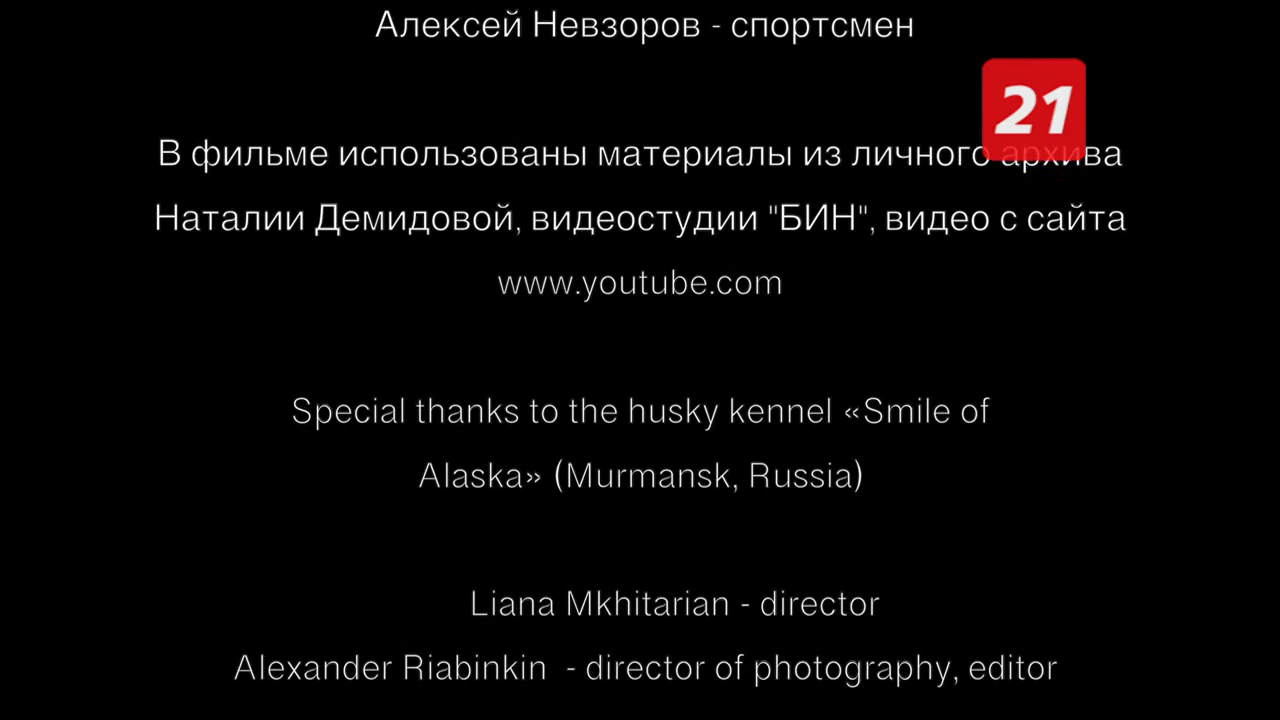 Алексей Невзоров - спортсмен
21
В фильме использованы материалы из личного архива
Наталии Демидовой, видеостудии "БИН", видео с сайта
www.youtube.com
Special thanks to the husky kennel «Smile of
Alaska» (Murmansk, Russia)
Liana Mkhitarian - director
Alexander Riabinkin - director of photography, editor